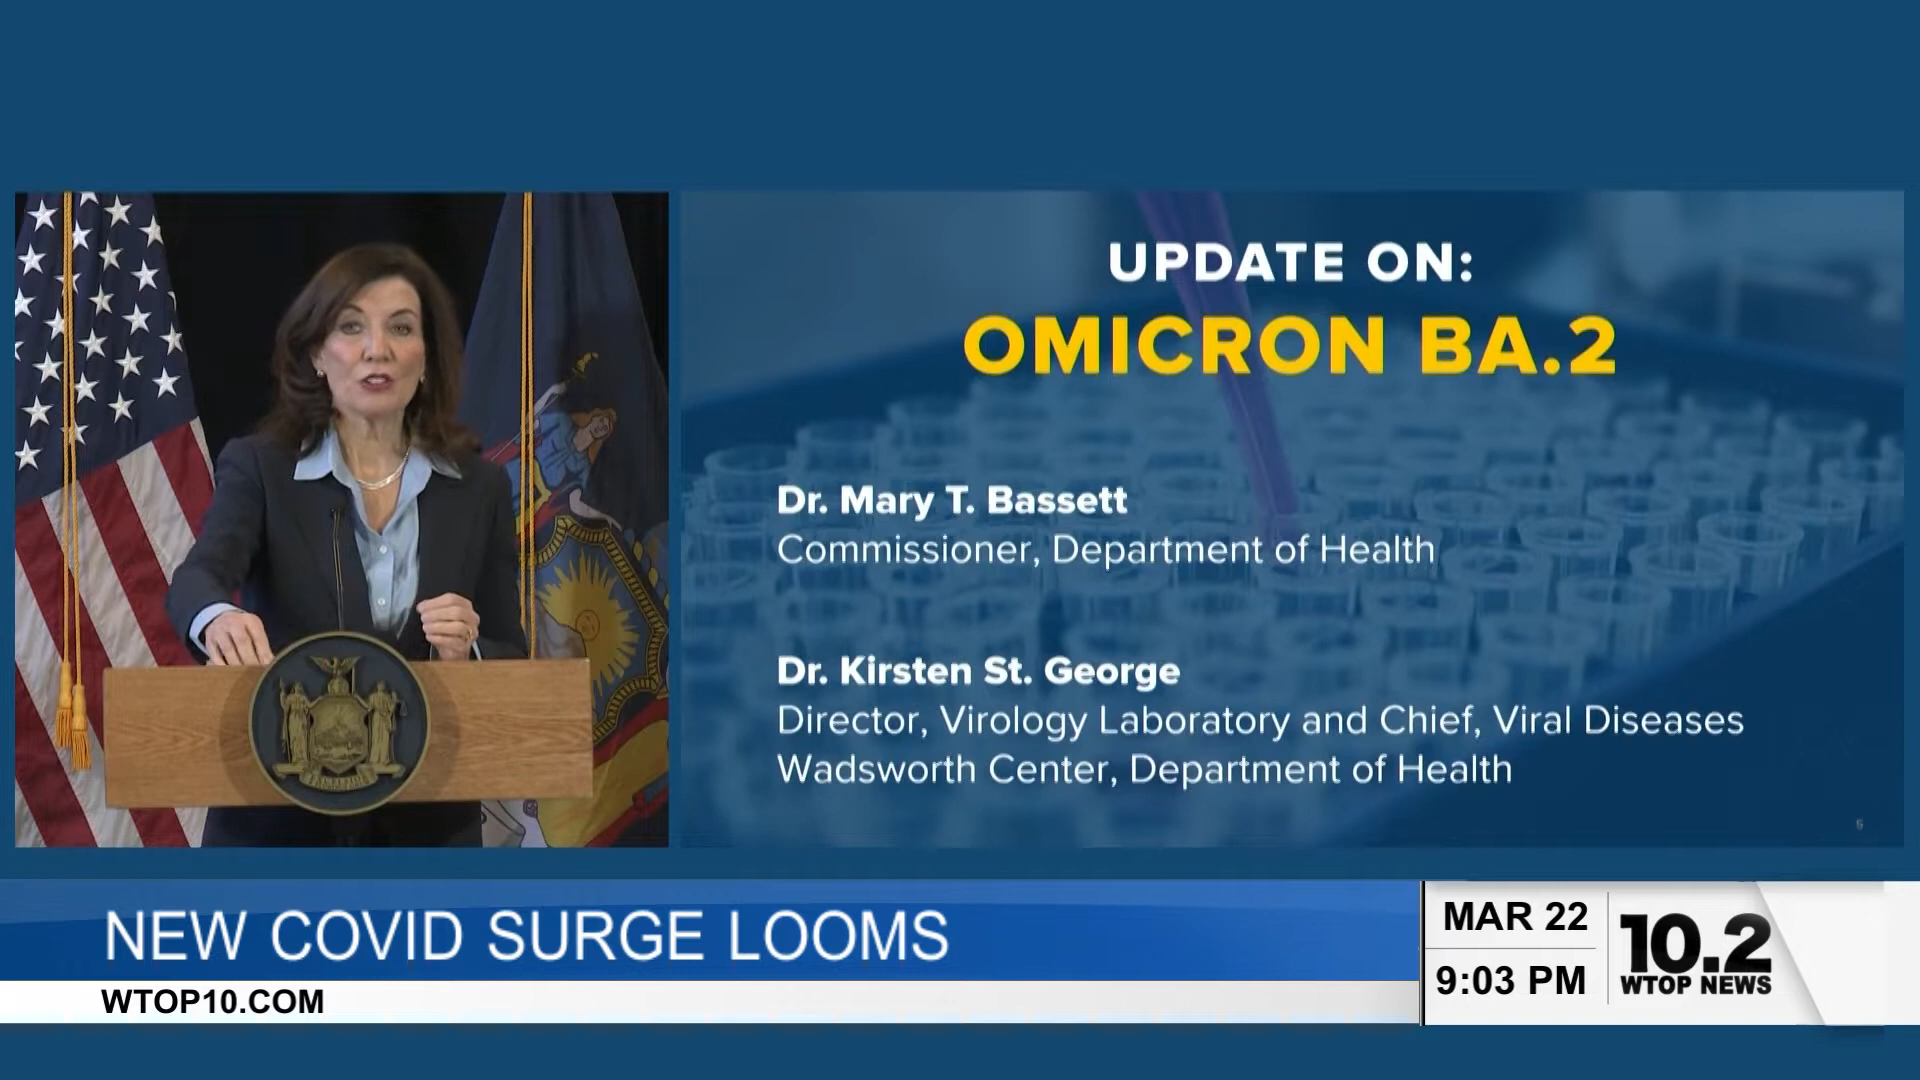 UPDATE ON:
OMICRON BA.2
Dr. Mary T. Bassett
Commissioner, Department of Health
Dr. Kirsten St. George
Director, Virology Laboratory and Chief, Viral Diseases
Wadsworth Center, Department of Health
NEW COVID SURGE LOOMS
WTOP10.COM
MAR 22
9:03 PM
10.2
WTOP NEWS